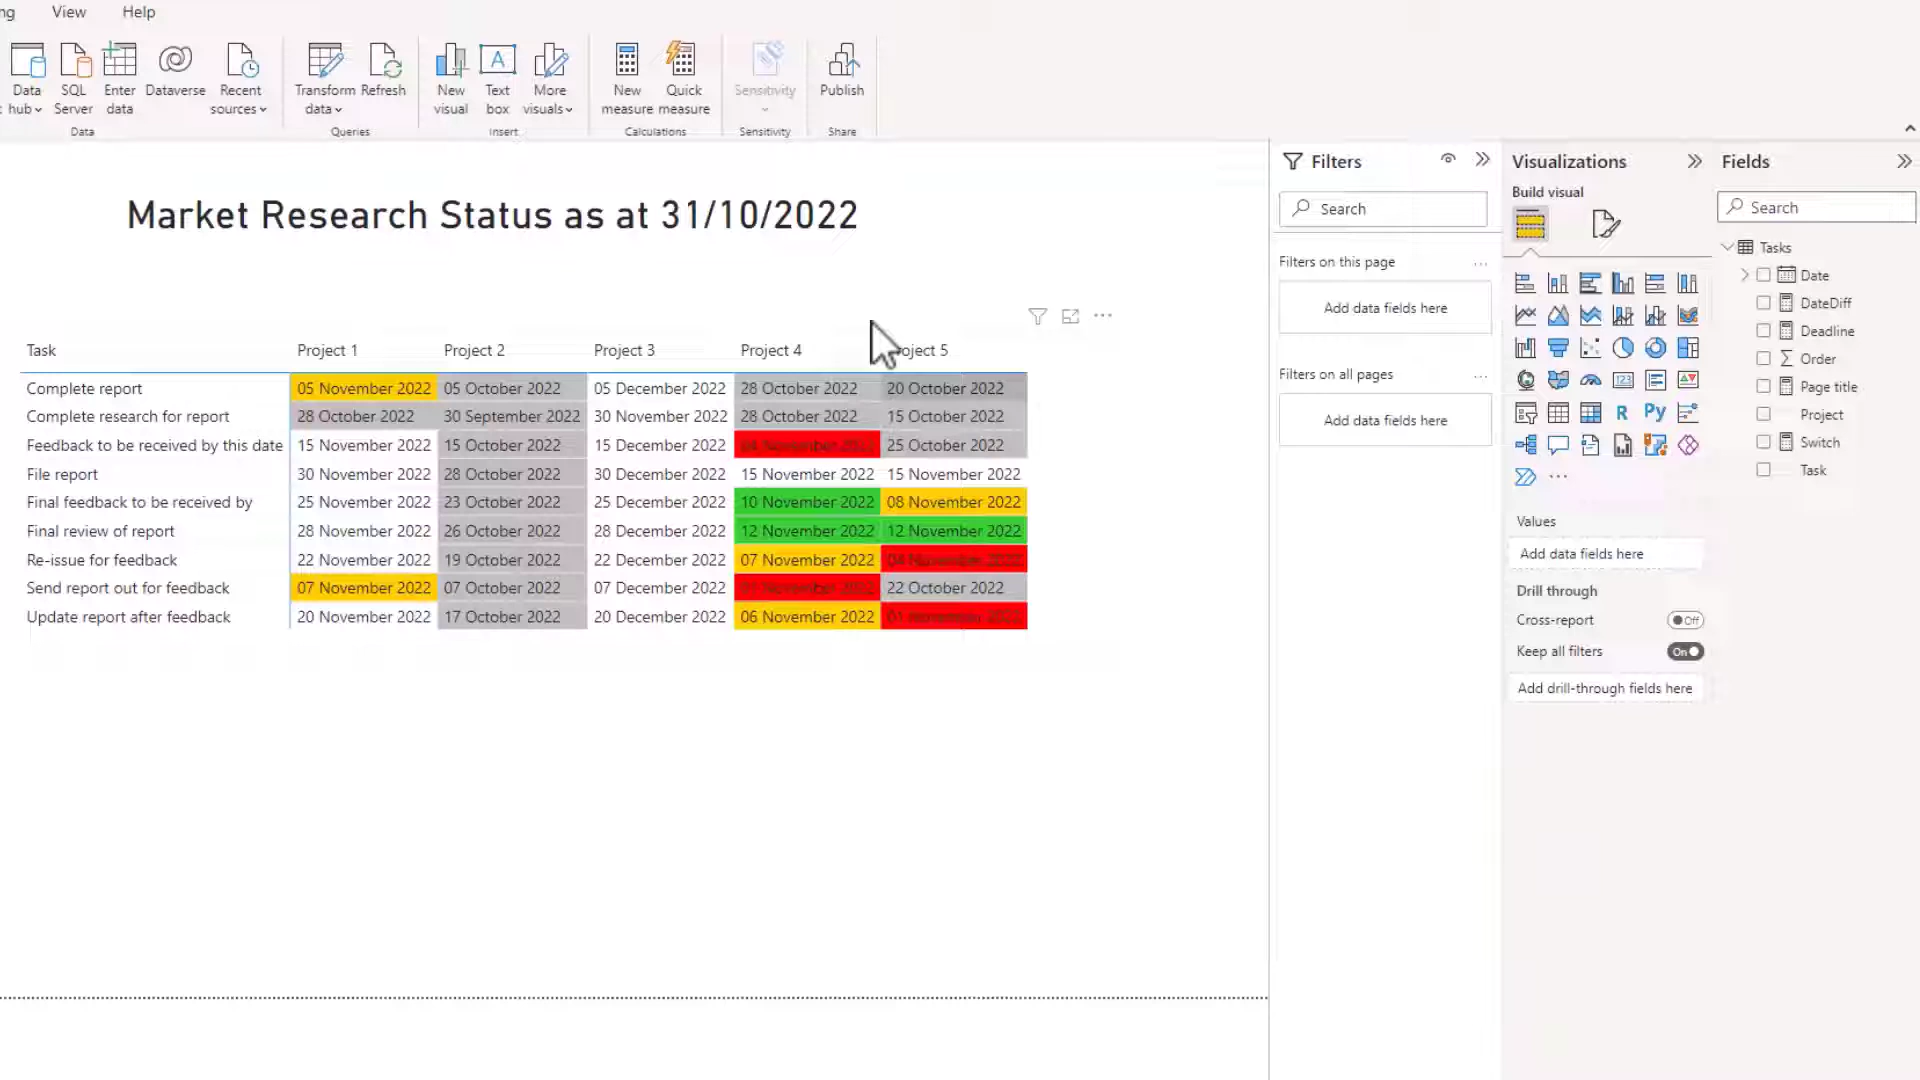 ng View Help
Data hub
SQL Server
Enter data
Dataverse
Recent sources
Transform data
Refresh
New visual
Text box
More visuals
New measure
Quick measure
Sensitivity
Publish
Data Queries Insert Calculations Sensitivity Share
Market Research Status as at 31/10/2022
Task Project 1 Project 2 Project 3 Project 4 oject 5
Complete report 05 November 2022 05 October 2022 05 December 2022 28 October 2022 20 October 2022
Complete research for report 28 October 2022 30 September 2022 30 November 2022 28 October 2022 15 October 2022
Feedback to be received by this date 15 November 2022 15 October 2022 15 December 2022 04 November 2022 25 October 2022
File report 30 November 2022 28 October 2022 30 December 2022 15 November 2022 15 November 2022
Final feedback to be received by 25 November 2022 23 October 2022 25 December 2022 10 November 2022 08 November 2022
Final review of report 28 November 2022 26 October 2022 28 December 2022 12 November 2022 12 November 2022
Re-issue for feedback 22 November 2022 19 October 2022 22 December 2022 07 November 2022 04 November 2022
Send report out for feedback 07 November 2022 07 October 2022 07 December 2022 November 2022 22 October 2022
Update report after feedback 20 November 2022 17 October 2022 20 December 2022 06 November 2022 01 November 2022
Filters
Search
Filters on this page
Add data fields here
Filters on all pages
Add data fields here
Visualizations
Build visual
R Py
123
Values
Add data fields here
Drill through
Cross-report Off
Keep all filters On
Add drill-through fields here
Fields
Search
Tasks
Date
DateDiff
Deadline
Order
Page title
Project
Switch
Task